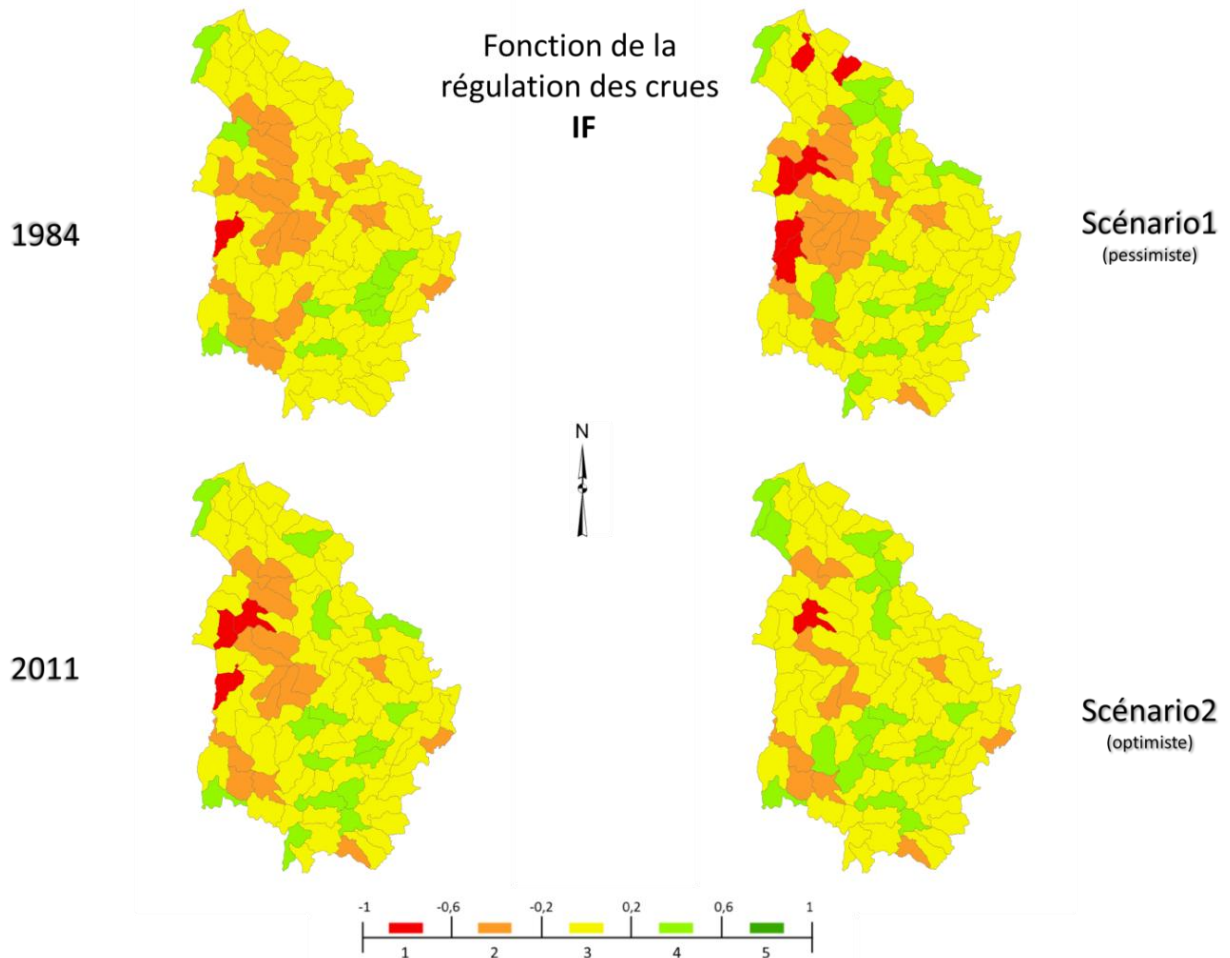 Fonction de la
régulation des crues
IF
1984
Scénario1
(pessimiste)
N
2011
Scénario2
(optimiste)
-1 -0,6 -0,2 0,2 0,6 1
1 2 3 4 5